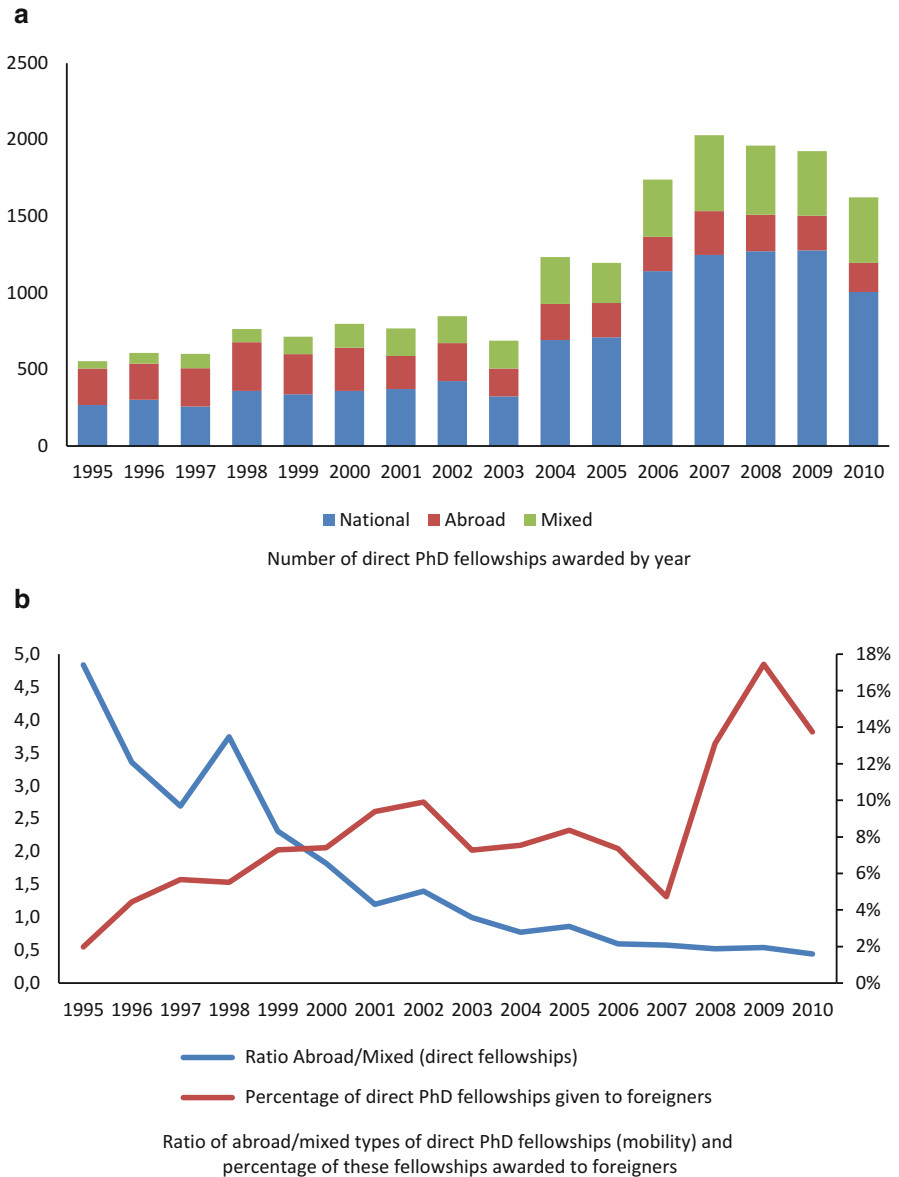 a
2500
2000
1500
1000
500
0
1995 1996 1997 1998 1999 2000 2001 2002 2003 2004 2005 2006 2007 2008 2009 2010
National Abroad Mixed
Number of direct PhD fellowships awarded by year
b
5,0 18%
4,5 16%
4,0 14%
3,5 12%
3,0 10%
2,5 8%
2,0 6%
1,5 4%
1,0 2%
0,5 0%
0,0
1995 1996 1997 1998 1999 2000 2001 2002 2003 2004 2005 2006 2007 2008 2009 2010
Ratio Abroad/Mixed (direct fellowships)
Percentage of direct PhD fellowships given to foreigners
Ratio of abroad/mixed types of direct PhD fellowships (mobility) and
percentage of these fellowships awarded to foreigners